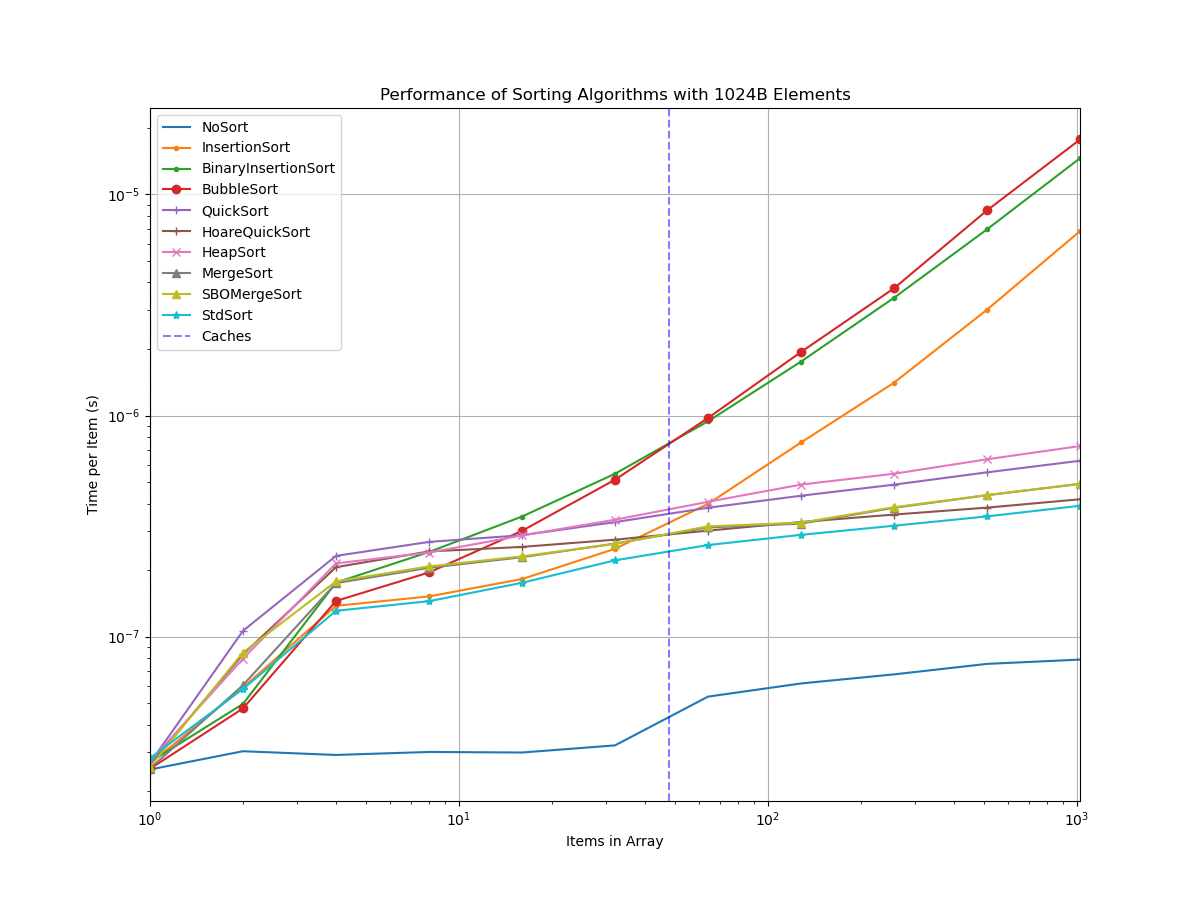 Performance of Sorting Algorithms with 1024B Elements
NoSort
InsertionSort
BinaryInsertionSort
BubbleSort
QuickSort
HoareQuickSort
HeapSort
MergeSort
SBOMergeSort
StdSort
Caches
Time per Item (s)
10⁻⁵
10⁻⁶
10⁻⁷
10⁰ 10¹ 10² 10³
Items in Array